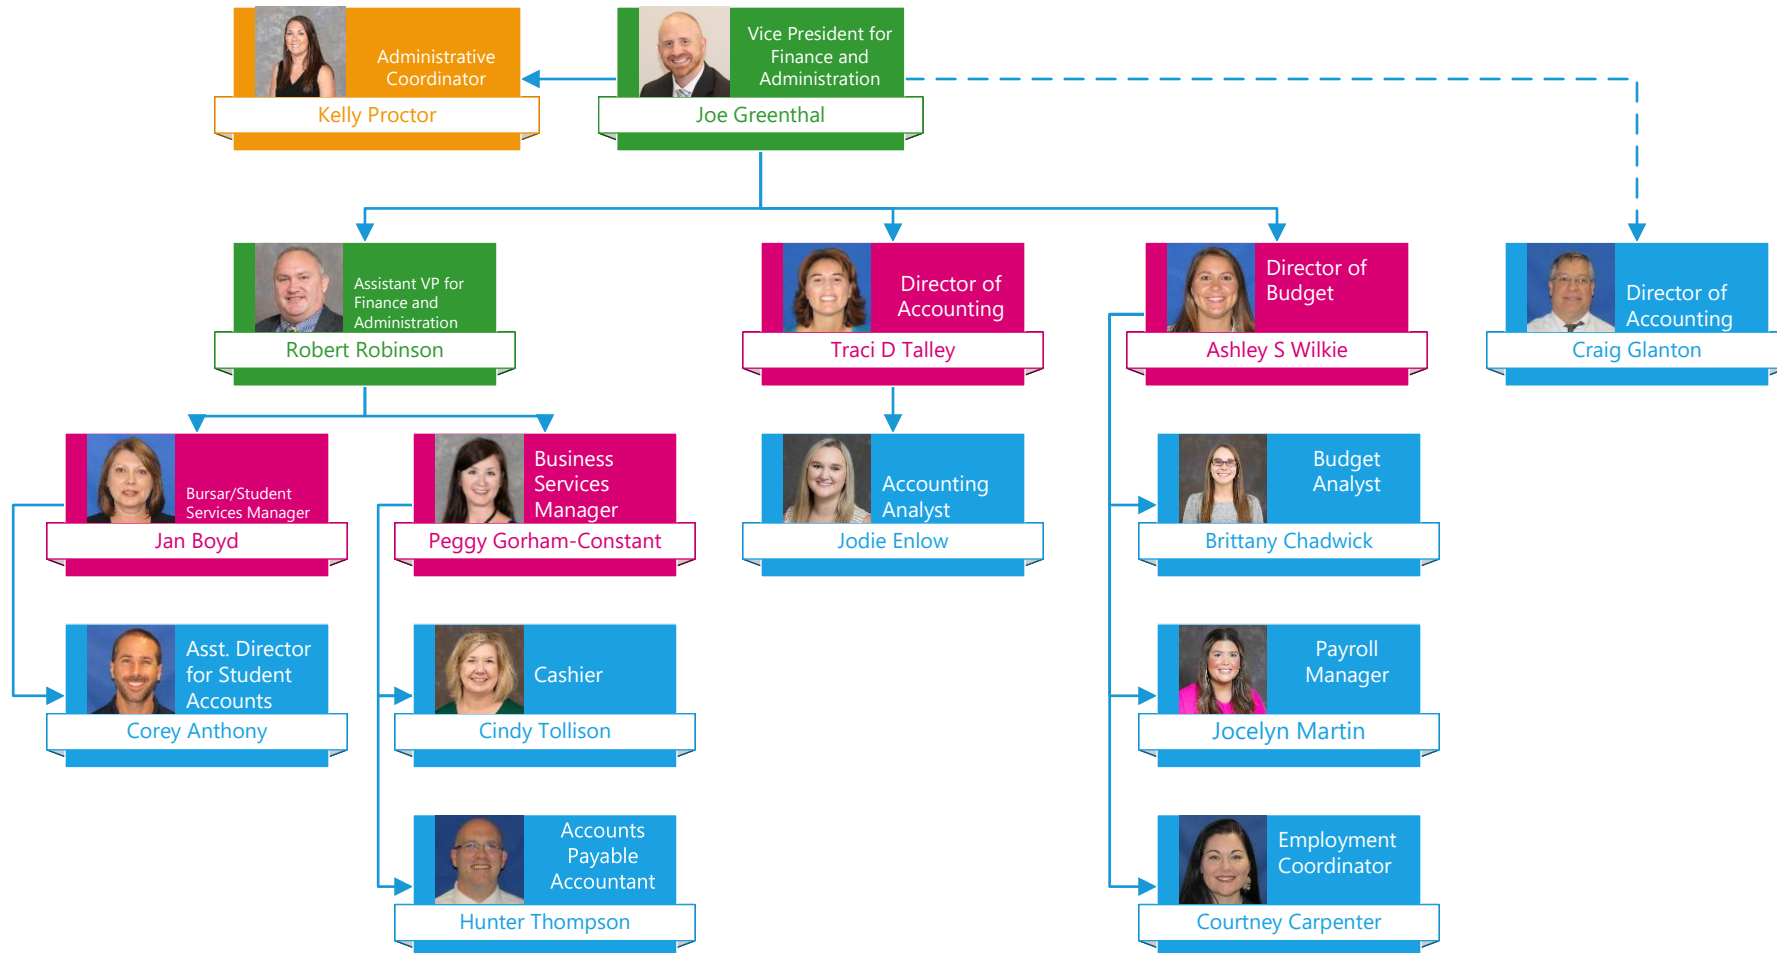 Administrative
Coordinator
Kelly Proctor
Vice President for
Finance and
Administration
Joe Greenthal
Assistant VP for
Finance and
Administration
Robert Robinson
Director of
Accounting
Traci D Talley
Director of
Budget
Ashley S Wilkie
Director of
Accounting
Craig Glanton
Bursar/Student
Services Manager
Jan Boyd
Business
Services
Manager
Peggy Gorham-Constant
Accounting
Analyst
Jodie Enlow
Budget
Analyst
Brittany Chadwick
Asst. Director
for Student
Accounts
Corey Anthony
Cashier
Cindy Tollison
Payroll
Manager
Jocelyn Martin
Accounts
Payable
Accountant
Hunter Thompson
Employment
Coordinator
Courtney Carpenter